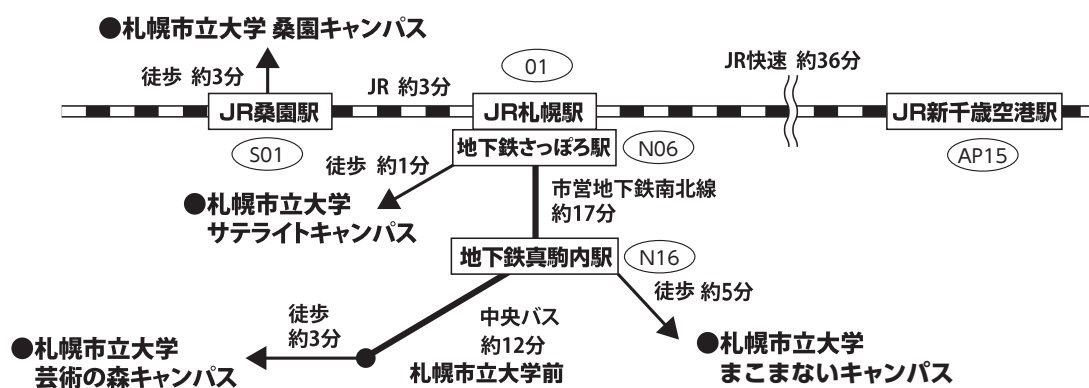 ●札幌市立大学 桑園キャンパス
徒歩 約3分
JR 約3分
01
JR快速 約36分
JR桑園駅
JR札幌駅
JR新千歳空港駅
S01
地下鉄さっぽろ駅
N06
AP15
徒歩 約1分
●札幌市立大学
サテライトキャンパス
市営地下鉄南北線
約17分
地下鉄真駒内駅
N16
徒歩 約5分
徒歩
約3分
中央バス
約12分
札幌市立大学前
●札幌市立大学
芸術の森キャンパス
●札幌市立大学
まこまないキャンパス